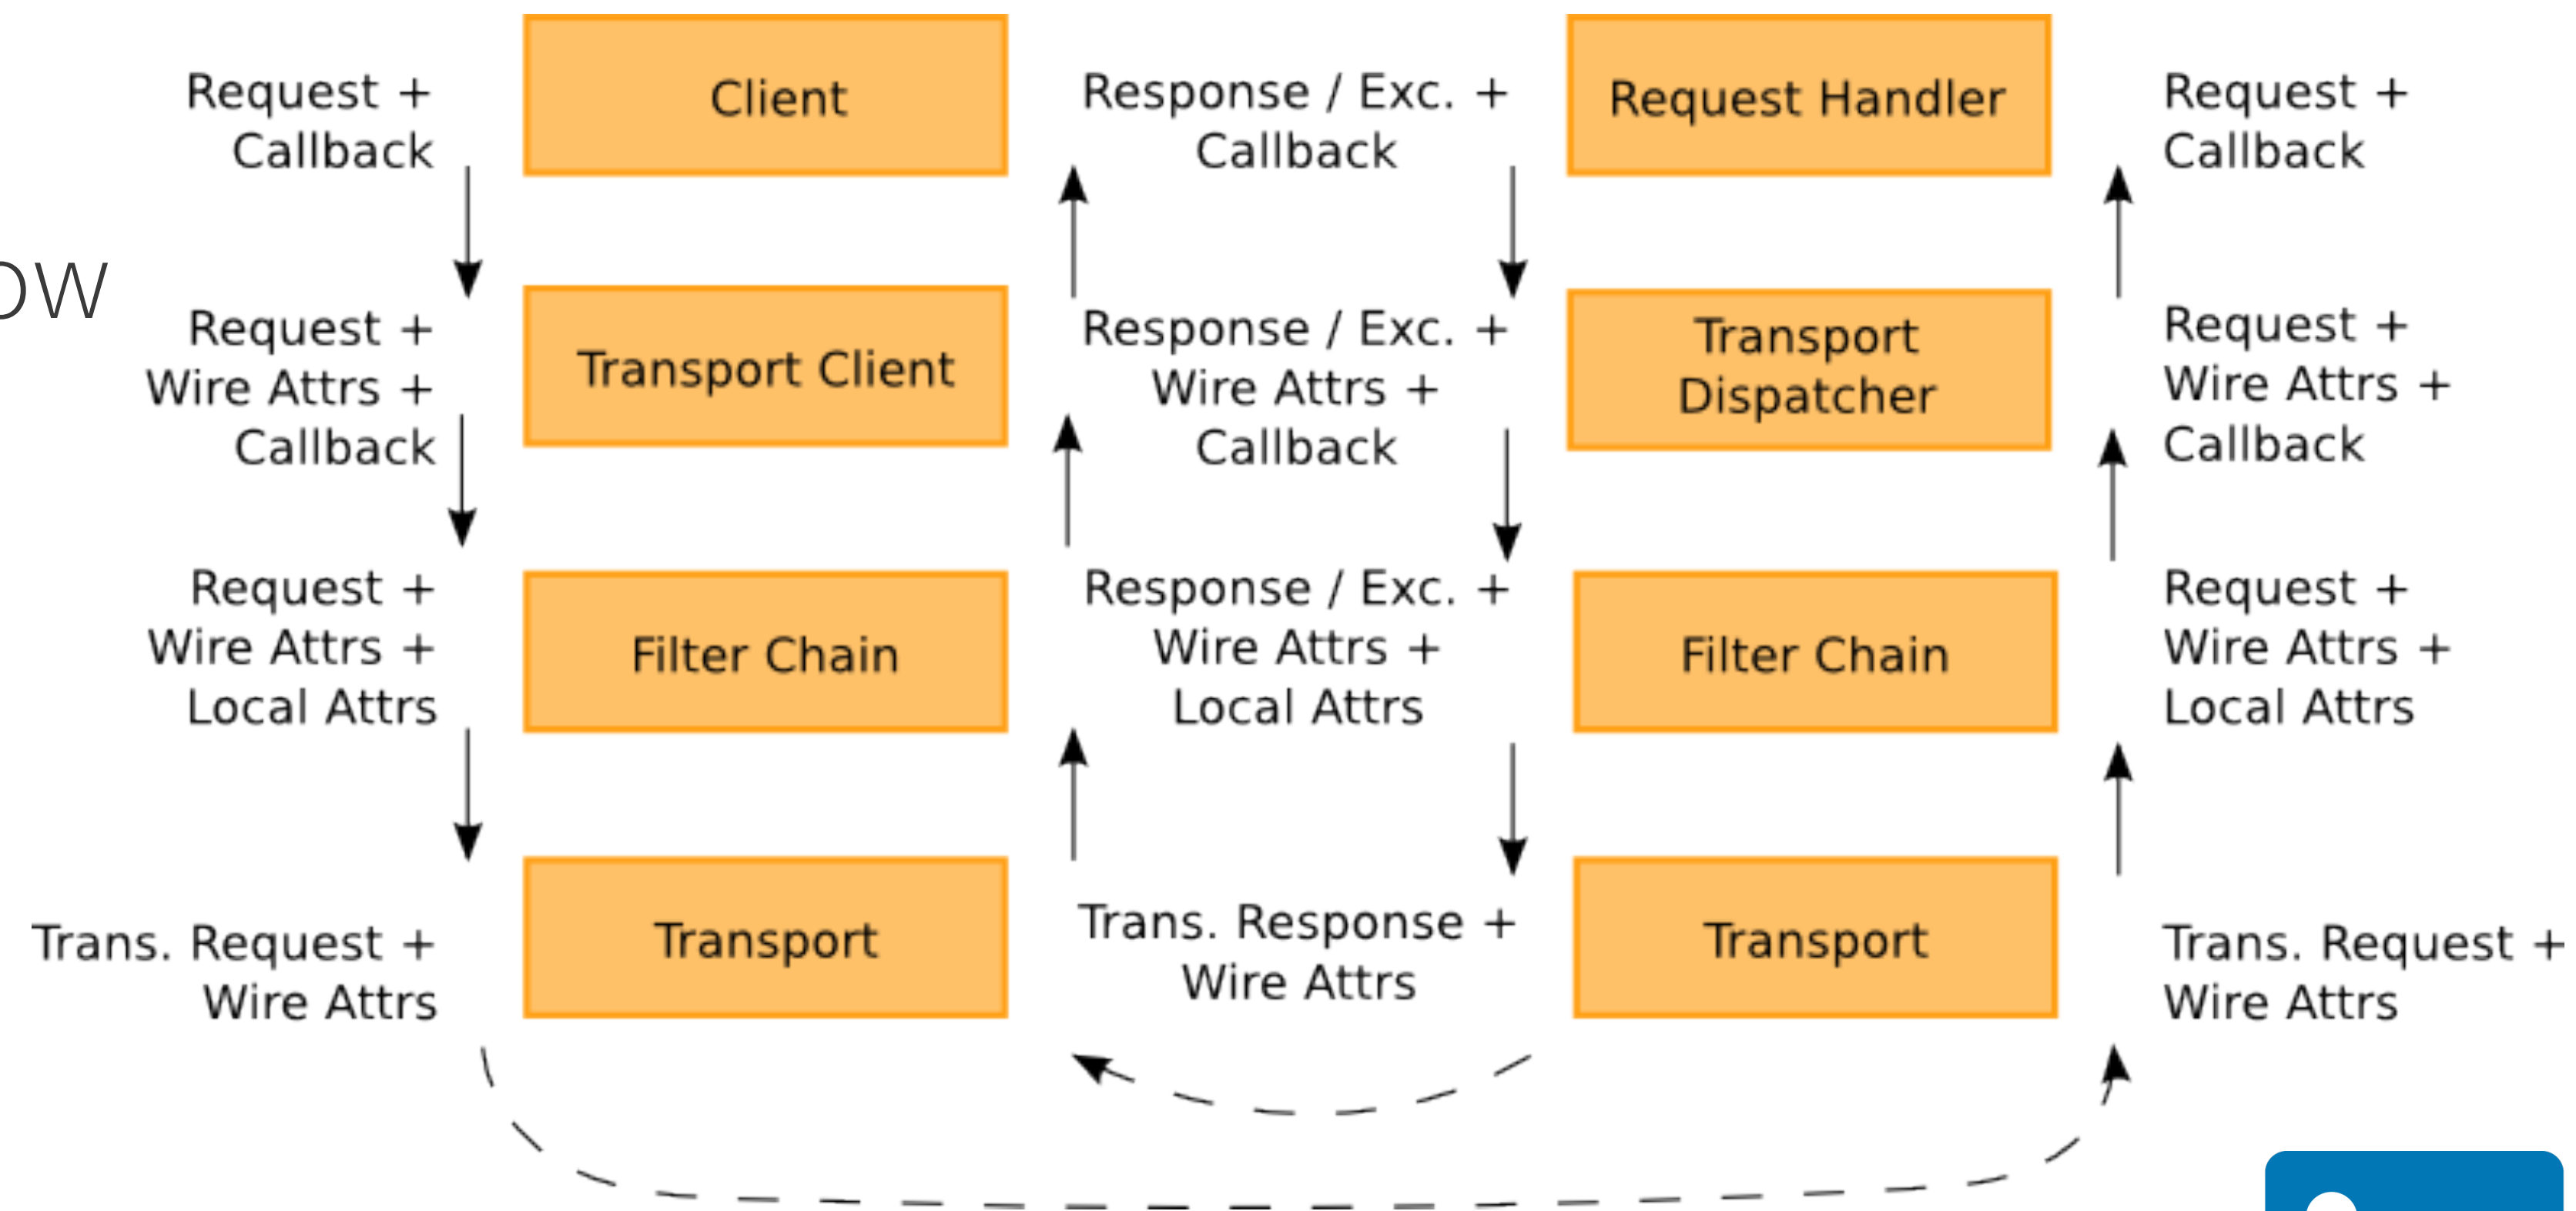 Request +
Callback
Client
Response / Exc. +
Callback
Request Handler
Request +
Callback
ow
Request +
Wire Attrs +
Callback
Transport Client
Response / Exc. +
Wire Attrs +
Callback
Transport
Dispatcher
Request +
Wire Attrs +
Callback
Request +
Wire Attrs +
Local Attrs
Filter Chain
Response / Exc. +
Wire Attrs +
Local Attrs
Filter Chain
Request +
Wire Attrs +
Local Attrs
Trans. Request +
Wire Attrs
Transport
Trans. Response +
Wire Attrs
Transport
Trans. Request +
Wire Attrs